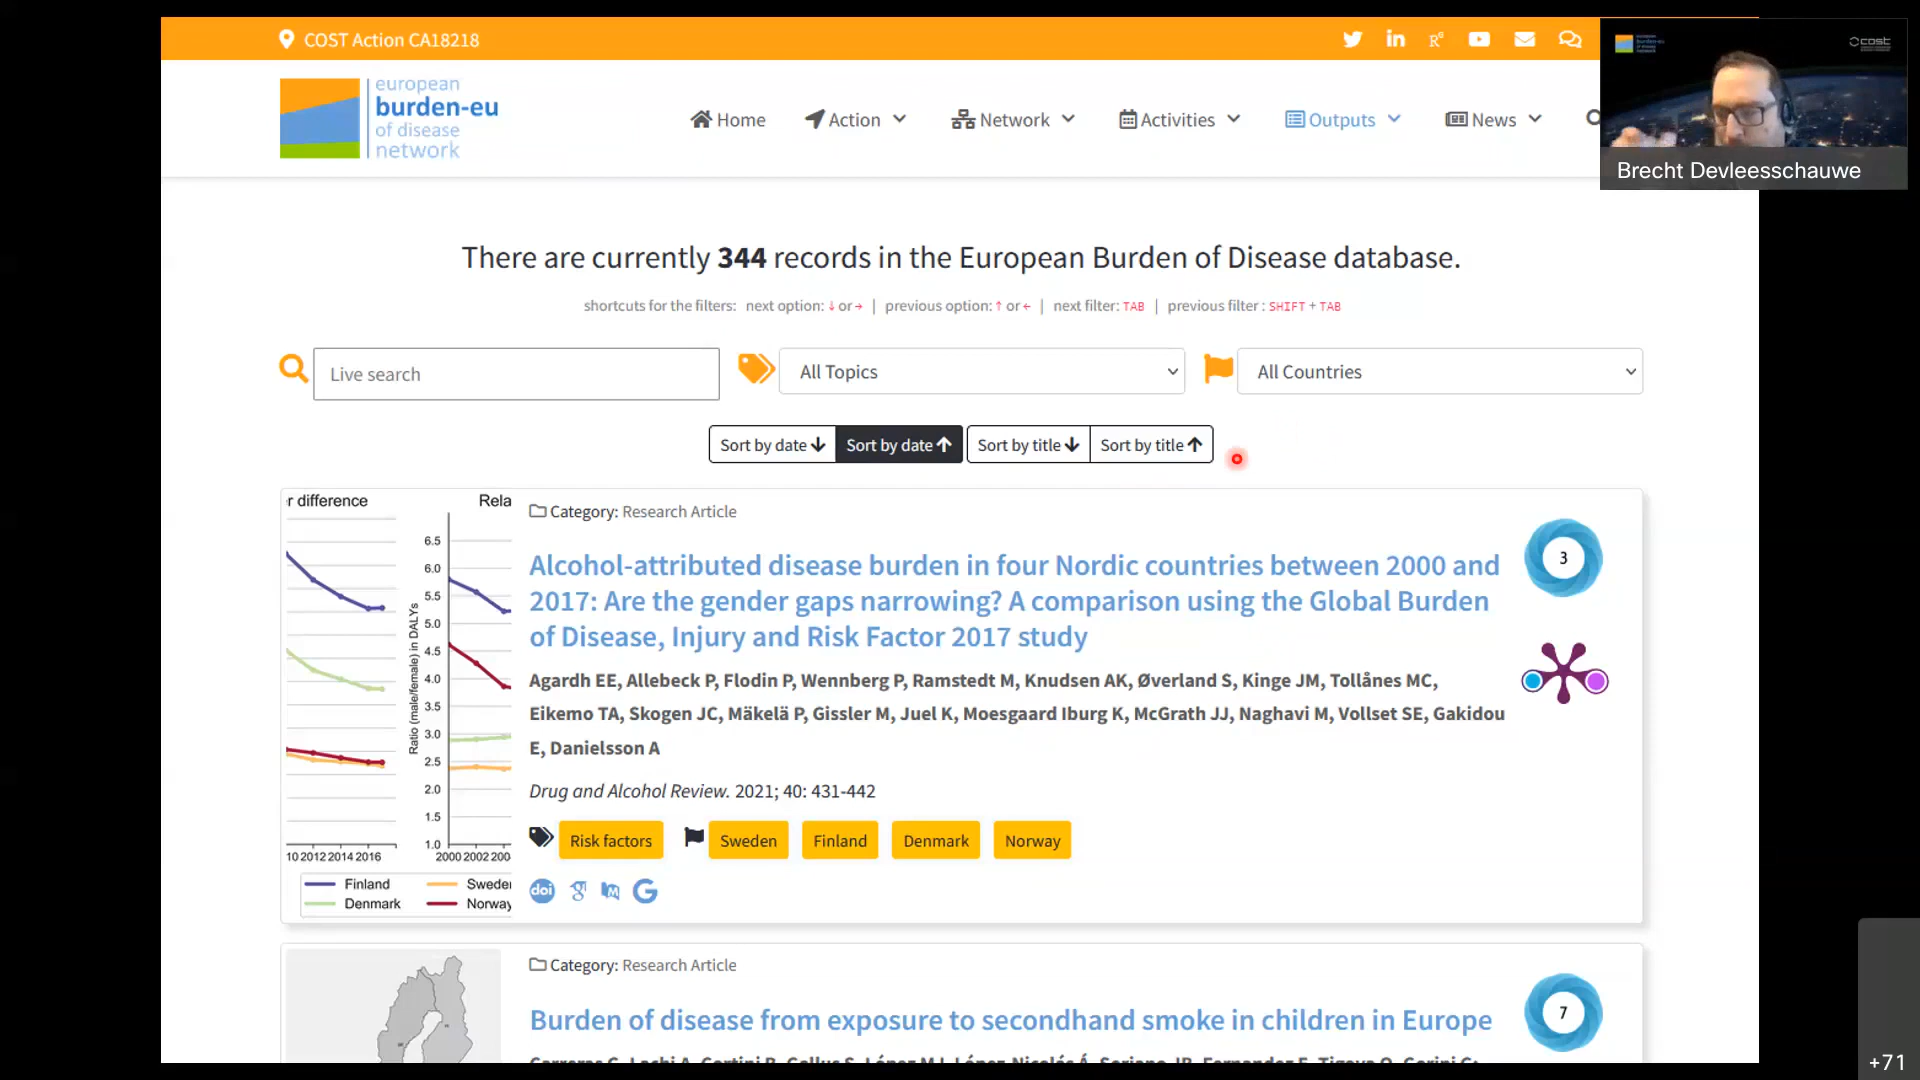 COST Action CA18218
european
burden-eu
of disease
network
Home
Action
Network
Activities
Outputs
News
cost
Brecht Devleesschauwe
There are currently 344 records in the European Burden of Disease database.
shortcuts for the filters: next option: ↓ or → | previous option: ↑ or ← | next filter: TAB | previous filter : SHIFT + TAB
Live search
All Topics
All Countries
Sort by date ↓
Sort by date ↑
Sort by title ↓
Sort by title ↑
r difference
Rela
Ratio (male/female) in DALYs
6.5
6.0
5.5
5.0
4.5
4.0
3.5
3.0
2.5
2.0
1.5
1.0
10 2012 2014 2016
2000 2002 200
Finland
Sweden
Denmark
Norway
Category: Research Article
Alcohol-attributed disease burden in four Nordic countries between 2000 and
2017: Are the gender gaps narrowing? A comparison using the Global Burden
of Disease, Injury and Risk Factor 2017 study
3
Agardh EE, Allebeck P, Flodin P, Wennberg P, Ramstedt M, Knudsen AK, Øverland S, Kinge JM, Tollånes MC,
Eikemo TA, Skogen JC, Mäkelä P, Gissler M, Juel K, Moesgaard Iburg K, McGrath JJ, Naghavi M, Vollset SE, Gakidou
E, Danielsson A
Drug and Alcohol Review. 2021; 40: 431-442
Risk factors
Sweden
Finland
Denmark
Norway
doi
Category: Research Article
Burden of disease from exposure to secondhand smoke in children in Europe
7
+71